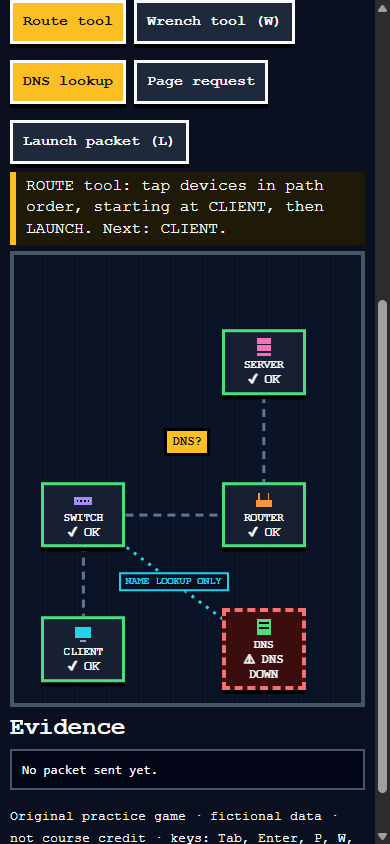 Route tool
Wrench tool (W)
DNS lookup
Page request
Launch packet (L)
ROUTE tool: tap devices in path
order, starting at CLIENT, then
LAUNCH. Next: CLIENT.
SERVER
✓ OK
DNS?
SWITCH
✓ OK
ROUTER
✓ OK
NAME LOOKUP ONLY
CLIENT
✓ OK
DNS
⚠ DNS
DOWN
Evidence
No packet sent yet.
Original practice game · fictional data ·
not course credit · keys: Tab, Enter, P, W,